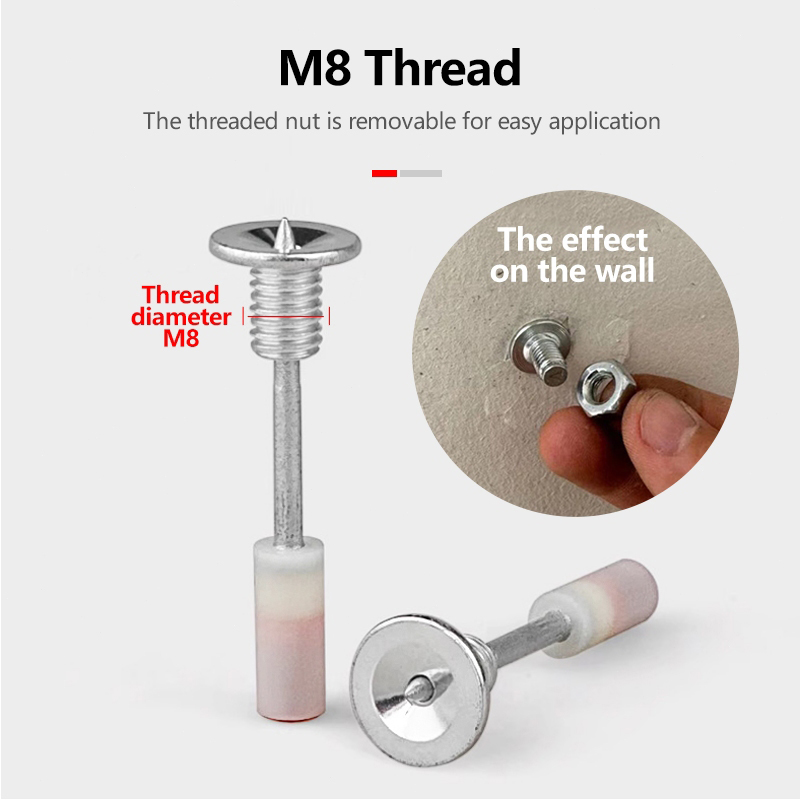 M8 Thread
The threaded nut is removable for easy application
The effect
on the wall
Thread
diameter
M8